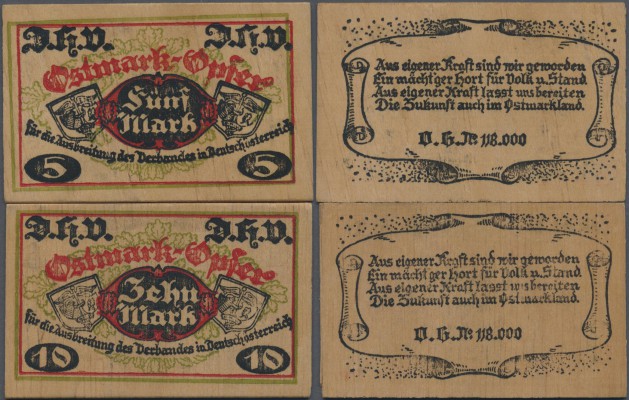 D.H.V. D.H.V.
Ostmark-Opfer
Fünf
Mark
für die Ausbreitung des Verbandes in Deutschösterreich
5 5
Aus eigener Kraft sind wir geworden
Ein mächtger Hort für Volk u. Stand
Aus eigener Kraft lasst uns bereiten
Die Zukunft auch im Ostmarkland.
O.G. No 118.000
D.H.V. D.H.V.
Ostmark-Opfer
Zehn
Mark
für die Ausbreitung des Verbandes in Deutschösterreich
10 10
Aus eigener Kraft sind wir geworden
Ein mächtger Hort für Volk u. Stand
Aus eigener Kraft lasst uns bereiten
Die Zukunft auch im Ostmarkland.
O.G. No 118.000